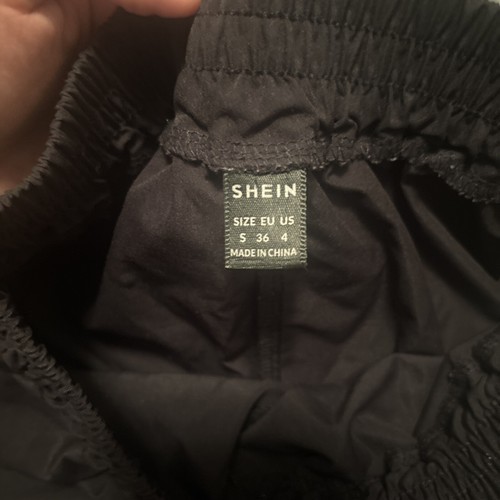 SHEIN
SIZE EU US
S 36 4
MADE IN CHINA